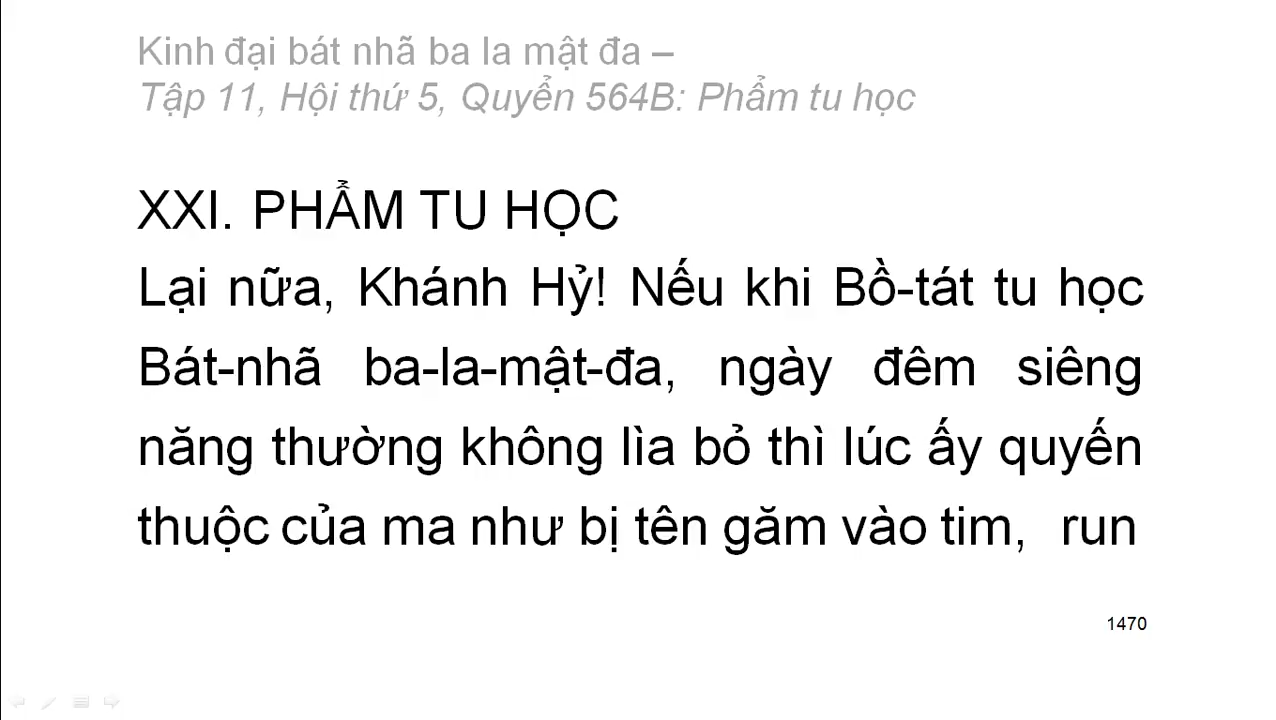 Kinh đại bát nhã ba la mật đa –
Tập 11, Hội thứ 5, Quyển 564B: Phẩm tu học
XXI. PHẨM TU HỌC
Lại nữa, Khánh Hỷ! Nếu khi Bồ-tát tu học
Bát-nhã ba-la-mật-đa, ngày đêm siêng
năng thường không lìa bỏ thì lúc ấy quyến
thuộc của ma như bị tên găm vào tim, run
1470